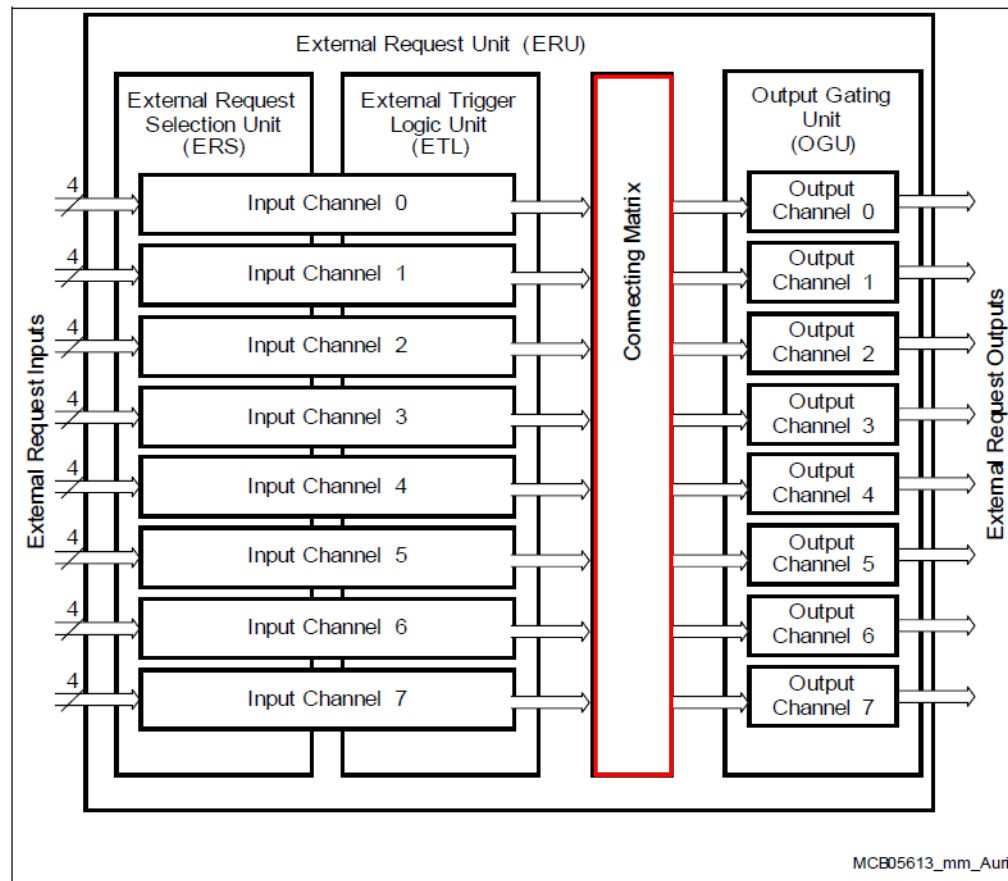 External Request Unit (ERU)
External Request
Selection Unit
(ERS)
External Trigger
Logic Unit
(ETL)
Output Gating
Unit
(OGU)
External Request Inputs
4
4
4
4
4
4
4
4
Input Channel 0
Input Channel 1
Input Channel 2
Input Channel 3
Input Channel 4
Input Channel 5
Input Channel 6
Input Channel 7
Connecting Matrix
Output
Channel 0
Output
Channel 1
Output
Channel 2
Output
Channel 3
Output
Channel 4
Output
Channel 5
Output
Channel 6
Output
Channel 7
External Request Outputs
MCB05613_mm_Auri